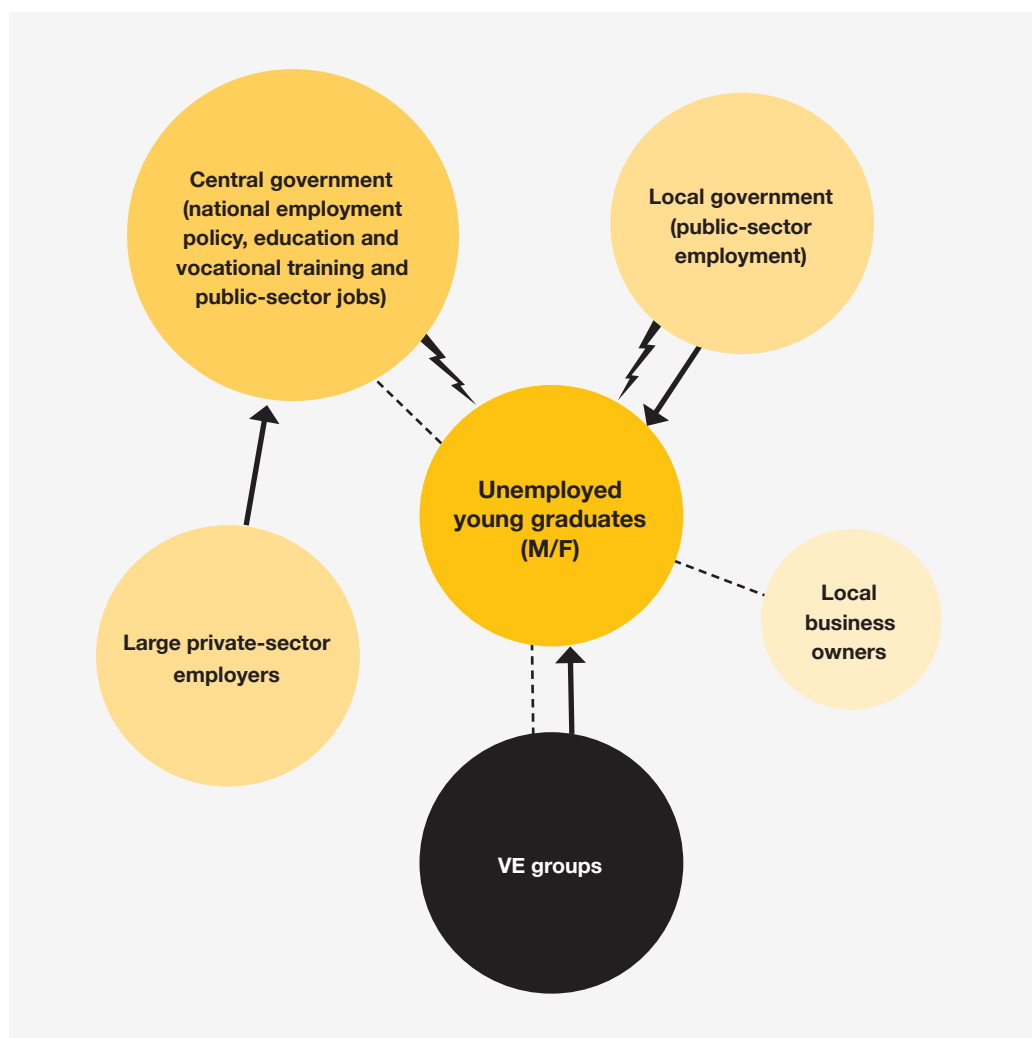 Central government
(national employment
policy, education and
vocational training and
public-sector jobs)
Local government
(public-sector
employment)
Unemployed
young graduates
(M/F)
Local
business
owners
Large private-sector
employers
VE groups